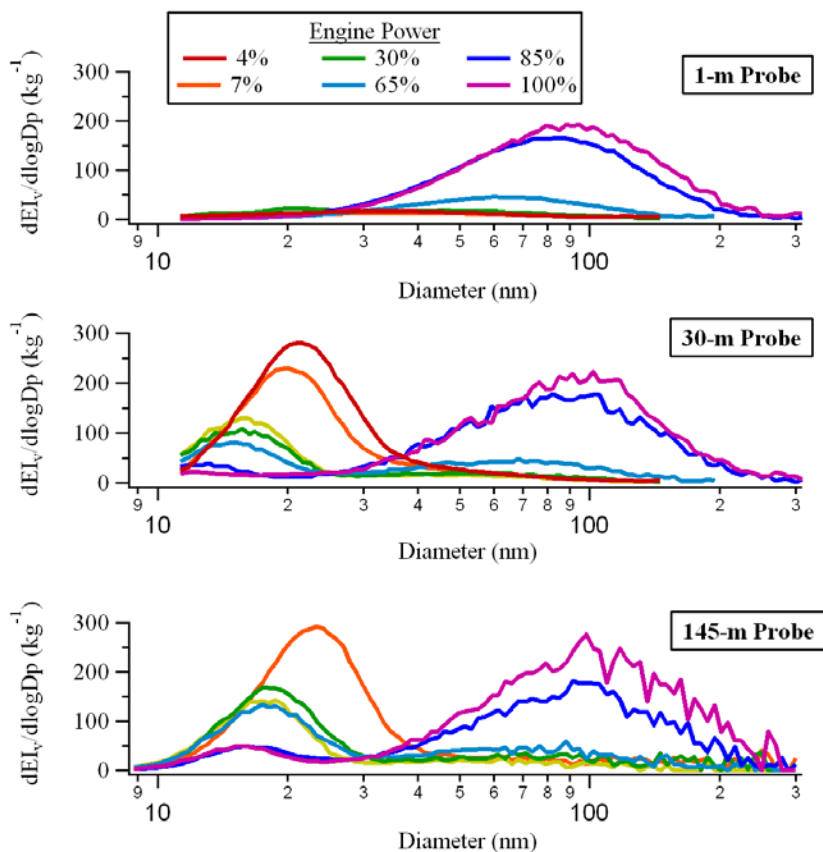 Engine Power
4% 30% 85%
7% 65% 100%
1-m Probe
dEIᵥ/dlogDp (kg⁻¹)
300
200
100
0
9 2 3 4 5 6 7 8 9 2 3
10 100
Diameter (nm)
30-m Probe
dEIᵥ/dlogDp (kg⁻¹)
300
200
100
0
9 2 3 4 5 6 7 8 9 2 3
10 100
Diameter (nm)
145-m Probe
dEIᵥ/dlogDp (kg⁻¹)
300
200
100
0
9 2 3 4 5 6 7 8 9 2 3
10 100
Diameter (nm)